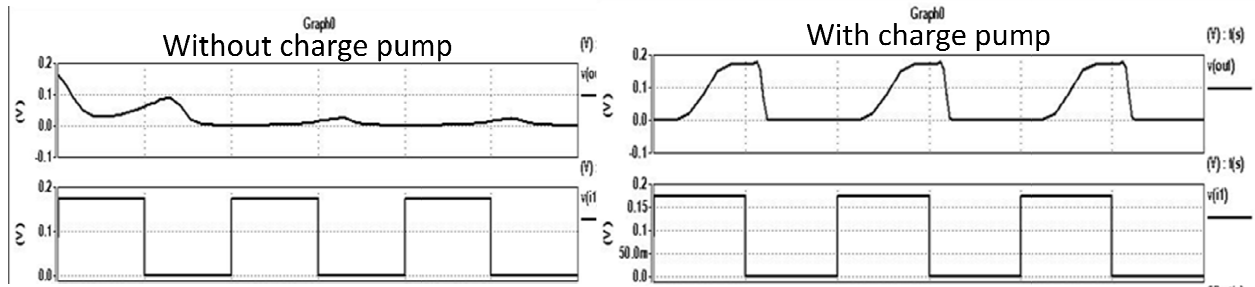 Graph0
Without charge pump
(V) :
0.2
0.1
0.0
-0.1
(V)
(V) :
v(i1
0.2
0.1
0.0
(V)
Graph0
With charge pump
(V) : t(s)
v(out)
0.2
0.1
0.0
-0.1
(V)
(V) : t(s)
v(i1)
0.2
0.15
0.1
50.0m
0.0
(V)